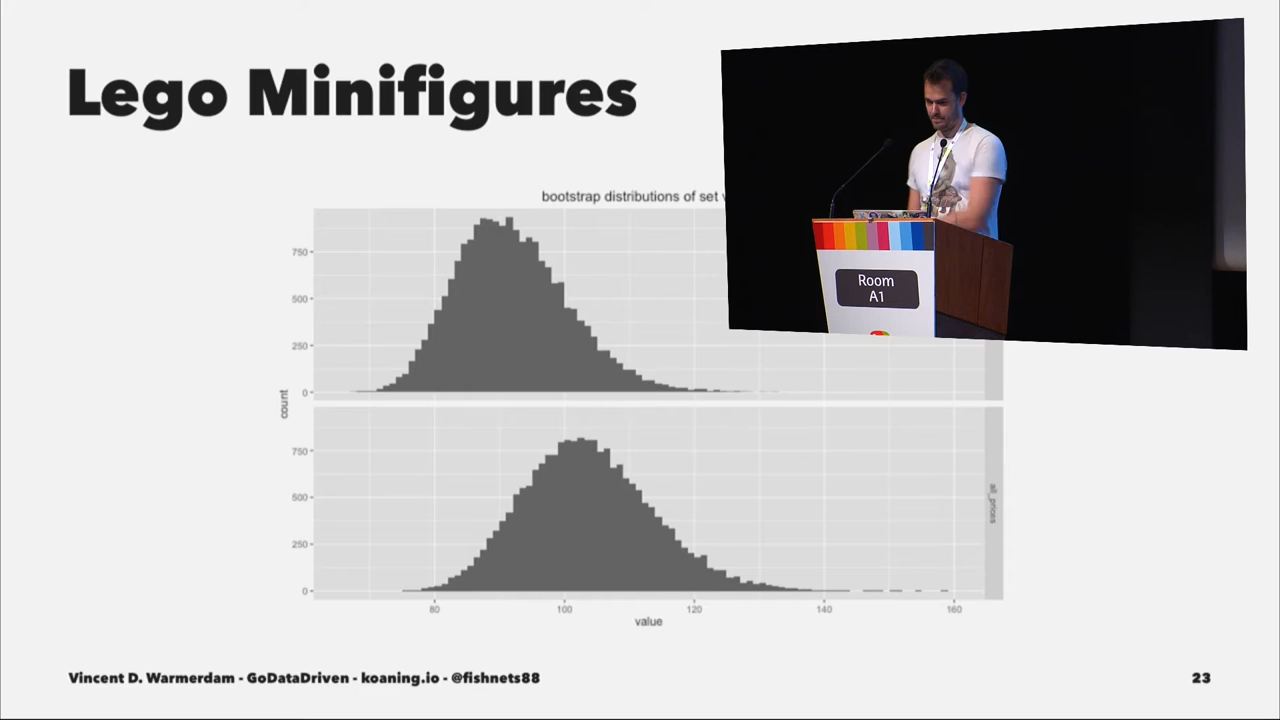 Lego Minifigures
bootstrap distributions of set
Room
A1
750
500
250
0
count
750
500
250
0
all_prices
80
100
120
140
160
value
Vincent D. Warmerdam - GoDataDriven - koaning.io - @fishnets88
23